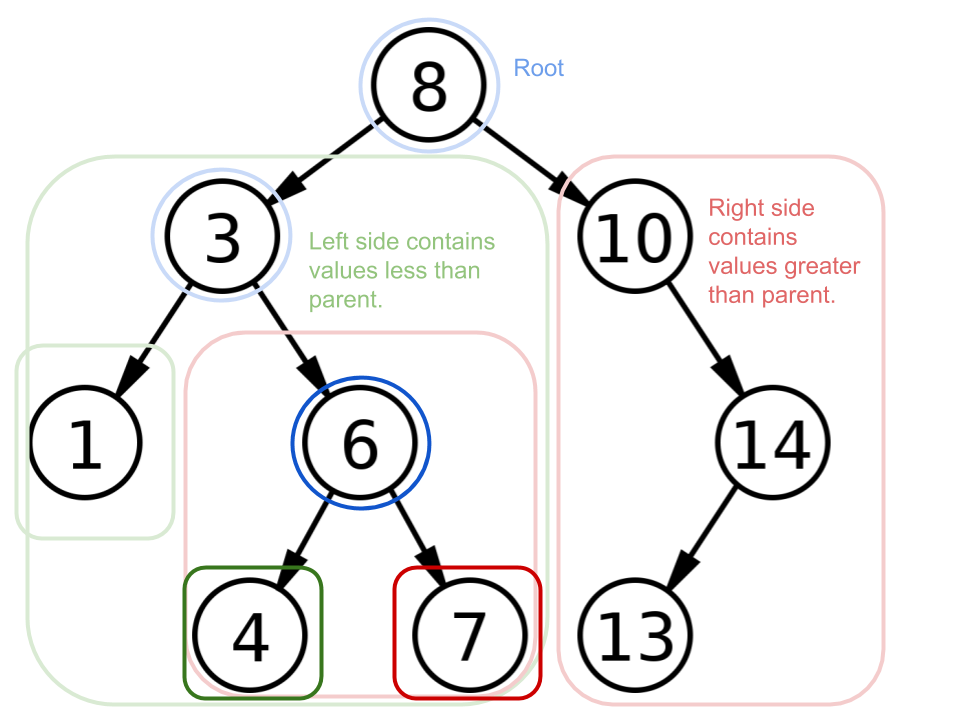 8
Root
3
10
Right side
contains
values greater
than parent.
Left side contains
values less than
parent.
1
6
14
4
7
13